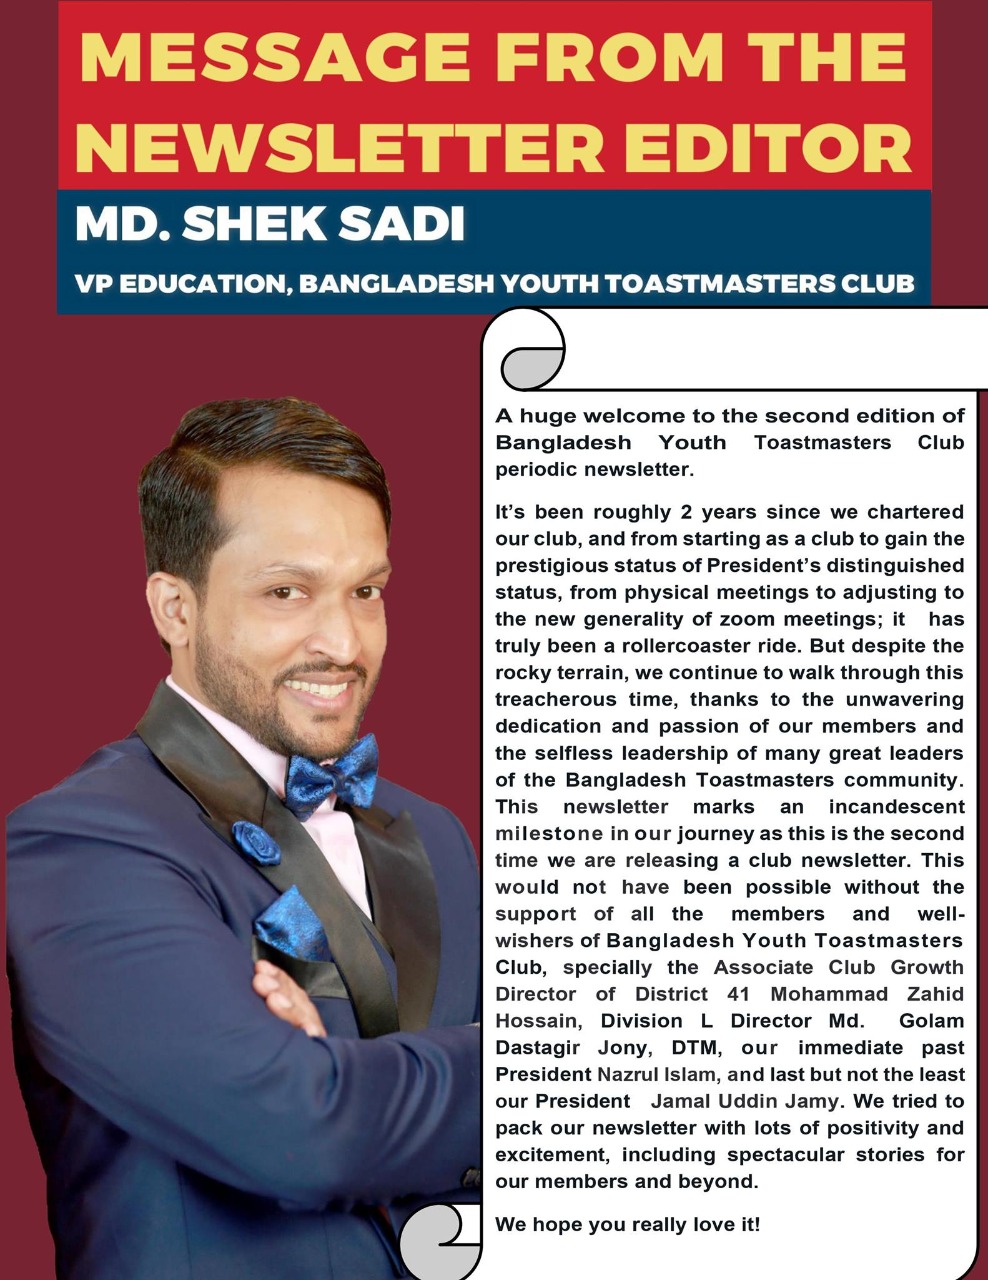 MESSAGE FROM THE
NEWSLETTER EDITOR
MD. SHEK SADI
VP EDUCATION, BANGLADESH YOUTH TOASTMASTERS CLUB
A huge welcome to the second edition of
Bangladesh Youth Toastmasters Club
periodic newsletter.
It's been roughly 2 years since we chartered
our club, and from starting as a club to gain the
prestigious status of President's distinguished
status, from physical meetings to adjusting to
the new generality of zoom meetings; it has
truly been a rollercoaster ride. But despite the
rocky terrain, we continue to walk through this
treacherous time, thanks to the unwavering
dedication and passion of our members and
the selfless leadership of many great leaders
of the Bangladesh Toastmasters community.
This newsletter marks an incandescent
milestone in our journey as this is the second
time we are releasing a club newsletter. This
would not have been possible without the
support of all the members and well-
wishers of Bangladesh Youth Toastmasters
Club, specially the Associate Club Growth
Director of District 41 Mohammad Zahid
Hossain, Division L Director Md. Golam
Dastagir Jony, DTM, our immediate past
President Nazrul Islam, and last but not the least
our President Jamal Uddin Jamy. We tried to
pack our newsletter with lots of positivity and
excitement, including spectacular stories for
our members and beyond.
We hope you really love it!